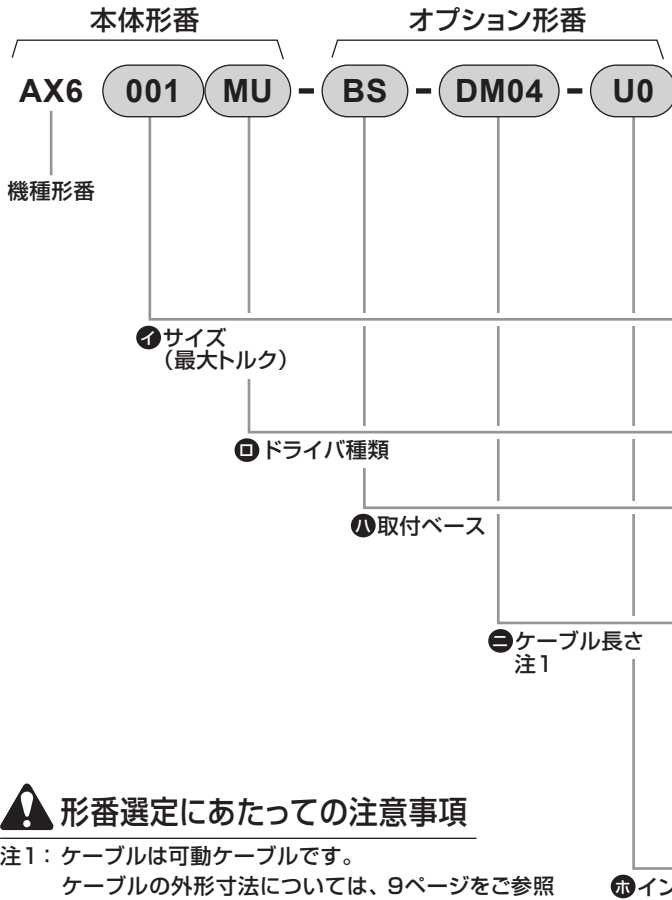 本体形番 オプション形番
AX6 001 MU - BS - DM04 - U0
機種形番
イ サイズ
（最大トルク）
ロ ドライバ種類
ハ 取付ベース
ニ ケーブル長さ
注1
形番選定にあたっての注意事項
注1：ケーブルは可動ケーブルです。
ケーブルの外形寸法については、9ページをご参照
ホ イン